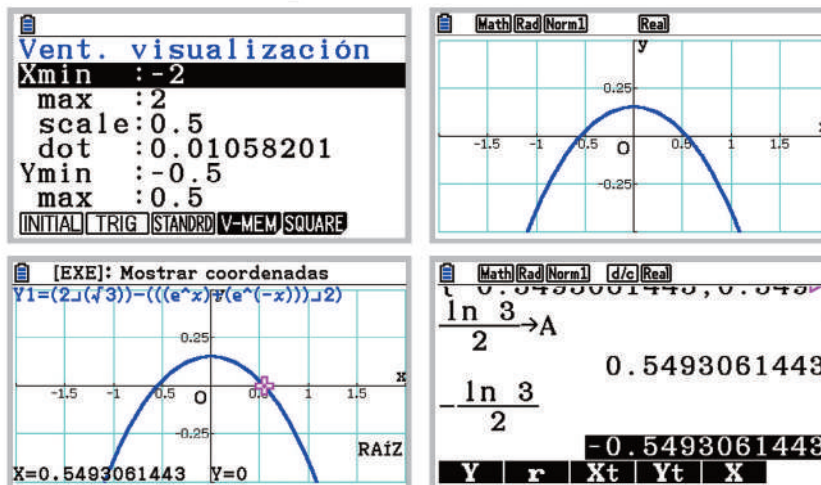 Vent. visualización
Xmin :-2
max :2
scale:0.5
dot :0.01058201
Ymin :-0.5
max :0.5
INITIAL TRIG STANDRD V-MEM SQUARE
Math Rad Norm1 Real
y
0.25
-1.5 -1 0.5 O 0.5 1 1.5
-0.25
[EXE]: Mostrar coordenadas
Y1=(2⌟(√3))-(((e^x)+(e^(-x)))⌟2)
0.25
x
-1.5 -1 0.5 O 0.5 1 1.5
-0.25
RAÍZ
X=0.5493061443 Y=0
Math Rad Norm1 d/c Real
ln 3
2 →A
0.5493061443
- ln 3
2
-0.5493061443
Y r Xt Yt X